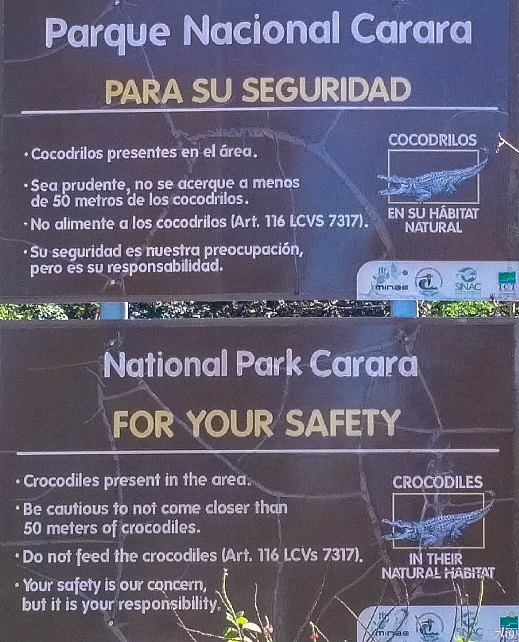 Parque Nacional Carara
PARA SU SEGURIDAD
· Cocodrilos presentes en el área.
· Sea prudente, no se acerque a menos
de 50 metros de los cocodrilos.
· No alimente a los cocodrilos (Art. 116 LCVS 7317).
· Su seguridad es nuestra preocupación,
pero es su responsabilidad.
COCODRILOS
EN SU HÁBITAT
NATURAL
minae
SINAC
National Park Carara
FOR YOUR SAFETY
· Crocodiles present in the area.
· Be cautious to not come closer than
50 meters of crocodiles.
· Do not feed the crocodiles (Art. 116 LCVs 7317).
· Your safety is our concern,
but it is your responsibility.
CROCODILES
IN THEIR
NATURAL HABITAT
minae